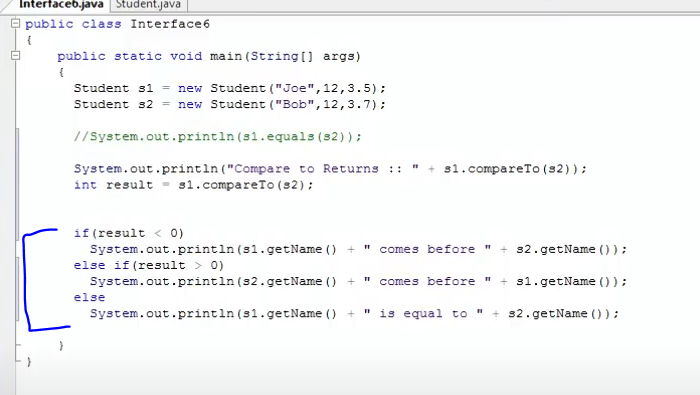 Interface6.java Student.java
public class Interface6
{
public static void main(String[] args)
{
Student s1 = new Student("Joe",12,3.5);
Student s2 = new Student("Bob",12,3.7);
//System.out.println(s1.equals(s2));
System.out.println("Compare to Returns :: " + s1.compareTo(s2));
int result = s1.compareTo(s2);
if(result < 0)
System.out.println(s1.getName() + " comes before " + s2.getName());
else if(result > 0)
System.out.println(s2.getName() + " comes before " + s1.getName());
else
System.out.println(s1.getName() + " is equal to " + s2.getName());
}
}